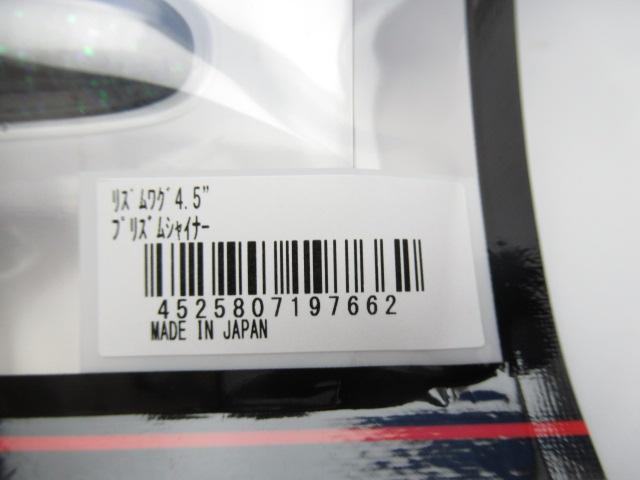 ﾘｽﾞﾑﾜｸﾞ4.5"
ﾌﾟﾘｽﾞﾑｼｬｲﾅｰ
4525807197662
MADE IN JAPAN